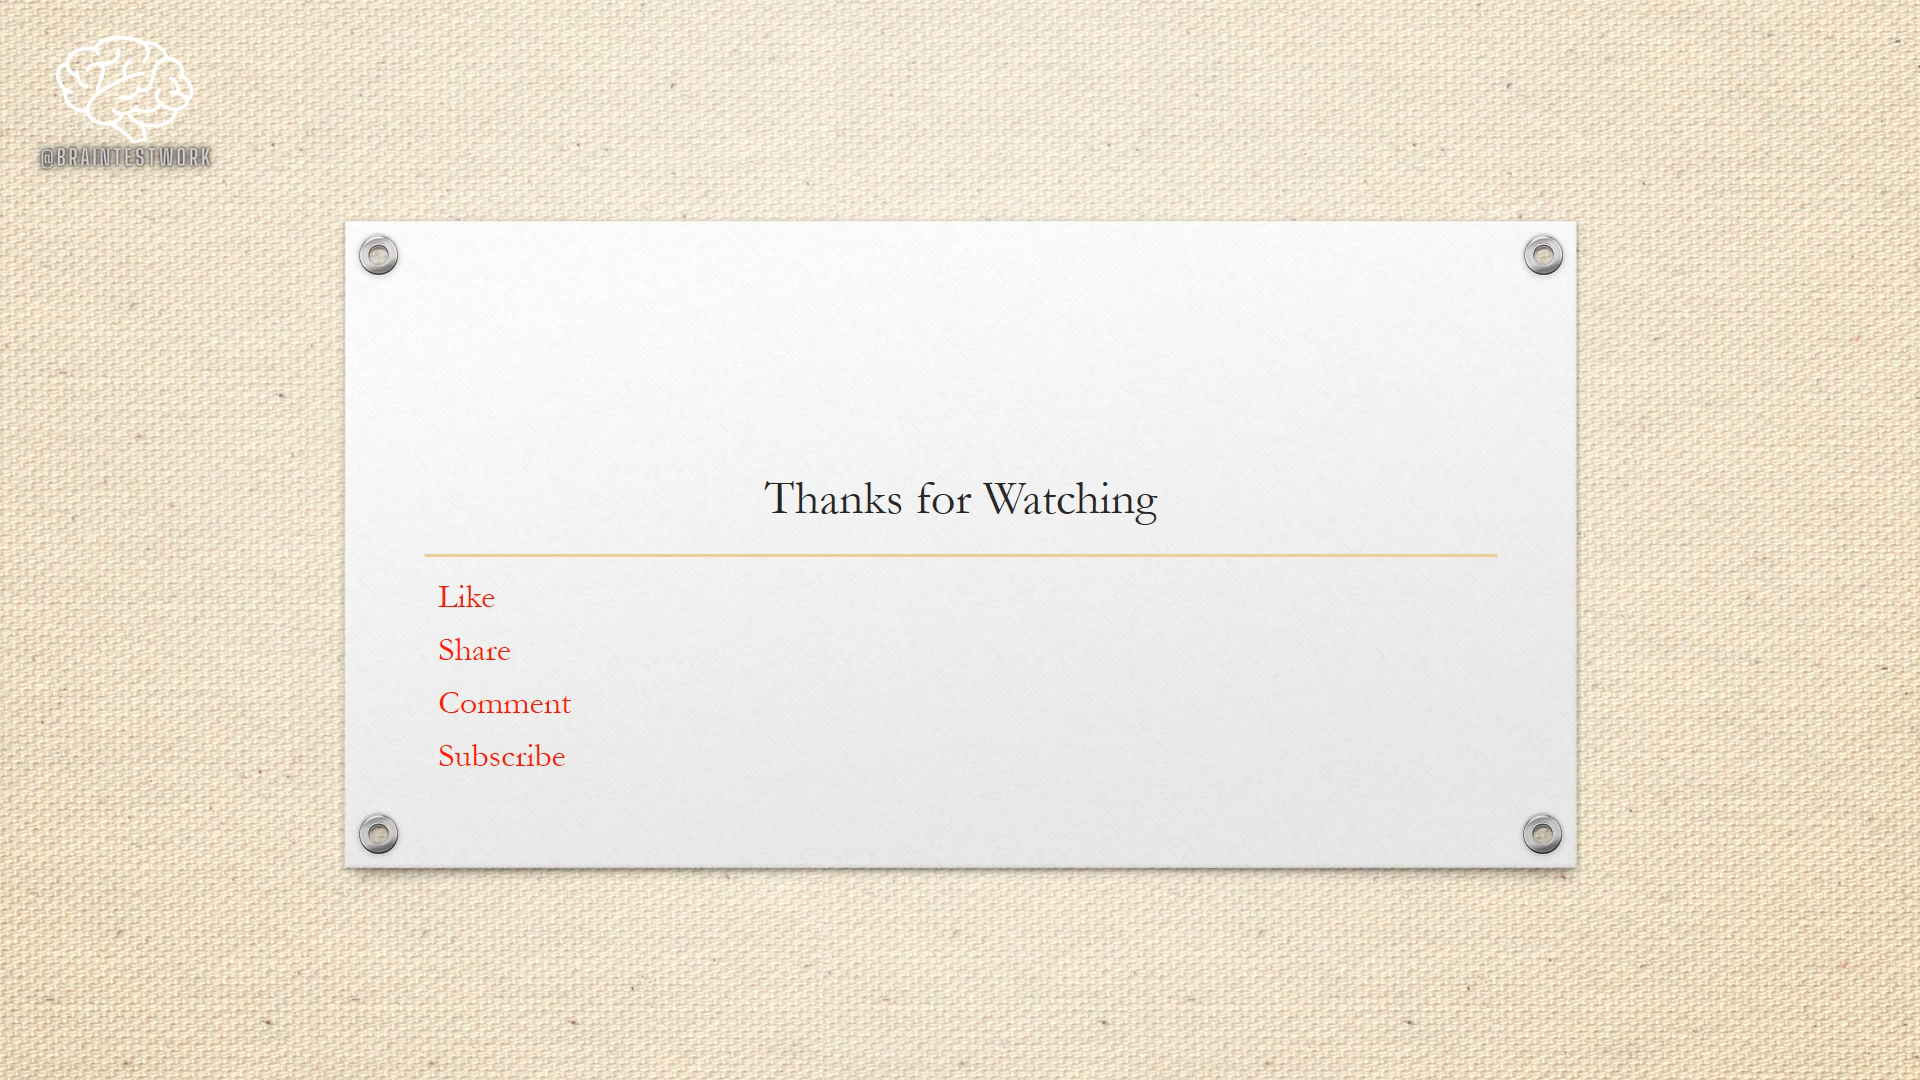 @BRAINTESTWORK
Thanks for Watching
Like
Share
Comment
Subscribe